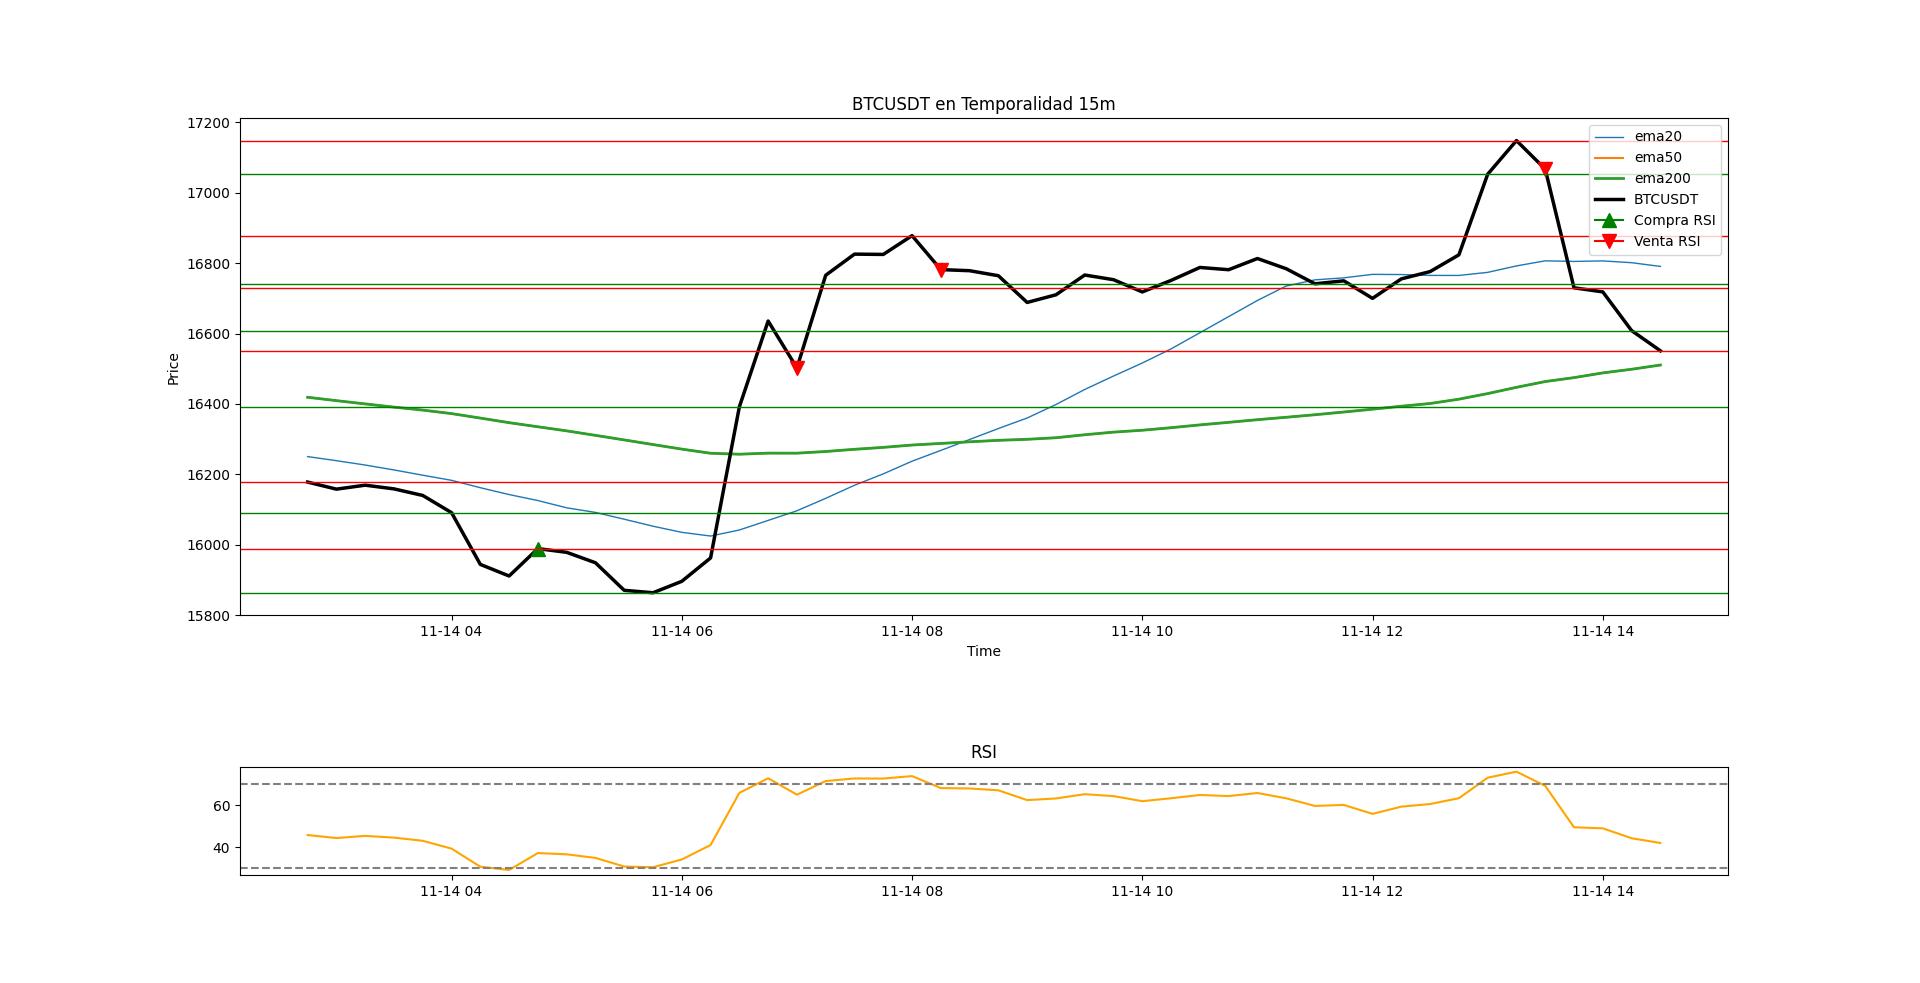 BTCUSDT en Temporalidad 15m
17200
17000
16800
16600
16400
16200
16000
15800
Price
ema20
ema50
ema200
BTCUSDT
Compra RSI
Venta RSI
11-14 04
11-14 06
11-14 08
11-14 10
11-14 12
11-14 14
Time
RSI
60
40
11-14 04
11-14 06
11-14 08
11-14 10
11-14 12
11-14 14